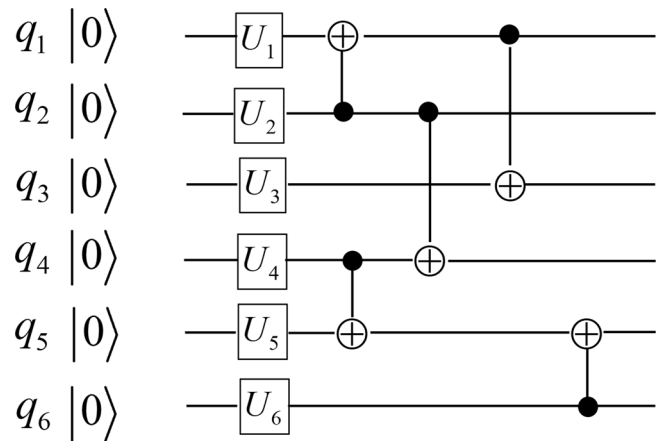 q₁ |0⟩ U₁
q₂ |0⟩ U₂
q₃ |0⟩ U₃
q₄ |0⟩ U₄
q₅ |0⟩ U₅
q₆ |0⟩ U₆